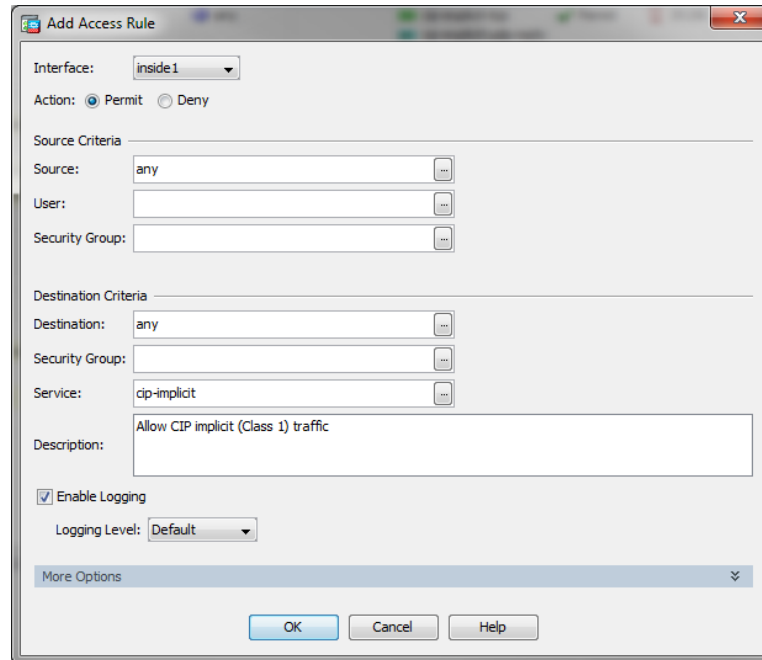 Add Access Rule
Interface: inside1
Action: Permit Deny
Source Criteria
Source: any ...
User: ...
Security Group: ...
Destination Criteria
Destination: any ...
Security Group: ...
Service: cip-implicit ...
Allow CIP implicit (Class 1) traffic
Description:
Enable Logging
Logging Level: Default
More Options
OK Cancel Help